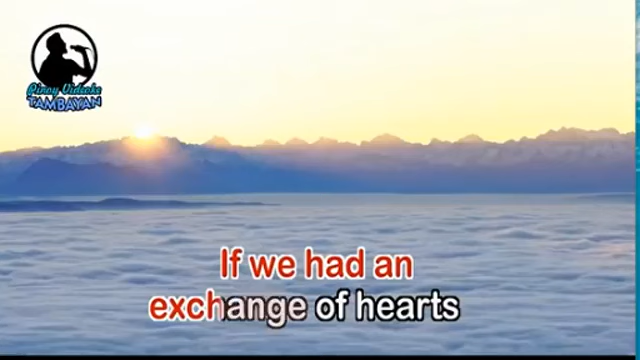 Pinoy Videoke
TAMBAYAN
If we had an
exchange of hearts